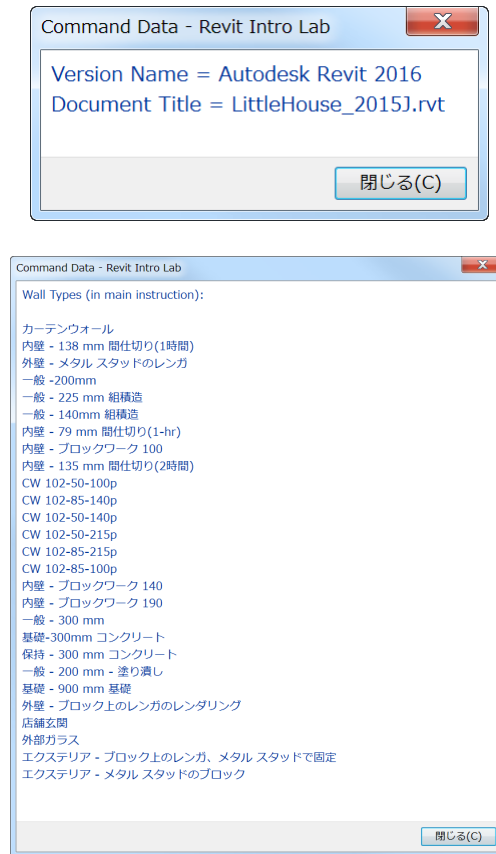 Command Data - Revit Intro Lab
Version Name = Autodesk Revit 2016
Document Title = LittleHouse_2015J.rvt
閉じる(C)
Command Data - Revit Intro Lab
Wall Types (in main instruction):
カーテンウォール
内壁 - 138 mm 間仕切り(1時間)
外壁 - メタル スタッドのレンガ
一般 -200mm
一般 - 225 mm 組積造
一般 - 140mm 組積造
内壁 - 79 mm 間仕切り(1-hr)
内壁 - ブロックワーク 100
内壁 - 135 mm 間仕切り(2時間)
CW 102-50-100p
CW 102-85-140p
CW 102-50-140p
CW 102-50-215p
CW 102-85-215p
CW 102-85-100p
内壁 - ブロックワーク 140
内壁 - ブロックワーク 190
一般 - 300 mm
基礎-300mm コンクリート
保持 - 300 mm コンクリート
一般 - 200 mm - 塗り潰し
基礎 - 900 mm 基礎
外壁 - ブロック上のレンガのレンダリング
店舗玄関
外部ガラス
エクステリア - ブロック上のレンガ、メタル スタッドで固定
エクステリア - メタル スタッドのブロック
閉じる(C)